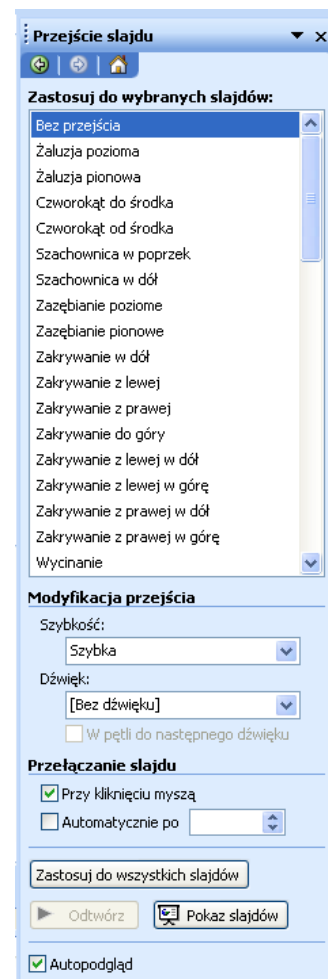 Przejście slajdu
Zastosuj do wybranych slajdów:
Bez przejścia
Żaluzja pozioma
Żaluzja pionowa
Czworokąt do środka
Czworokąt od środka
Szachownica w poprzek
Szachownica w dół
Zazębianie poziome
Zazębianie pionowe
Zakrywanie w dół
Zakrywanie z lewej
Zakrywanie z prawej
Zakrywanie do góry
Zakrywanie z lewej w dół
Zakrywanie z lewej w górę
Zakrywanie z prawej w dół
Zakrywanie z prawej w górę
Wycinanie
Modyfikacja przejścia
Szybkość:
Szybka
Dźwięk:
[Bez dźwięku]
W pętli do następnego dźwięku
Przełączanie slajdu
Przy kliknięciu myszą
Automatycznie po
Zastosuj do wszystkich slajdów
Odtwórz Pokaz slajdów
Autopodgląd